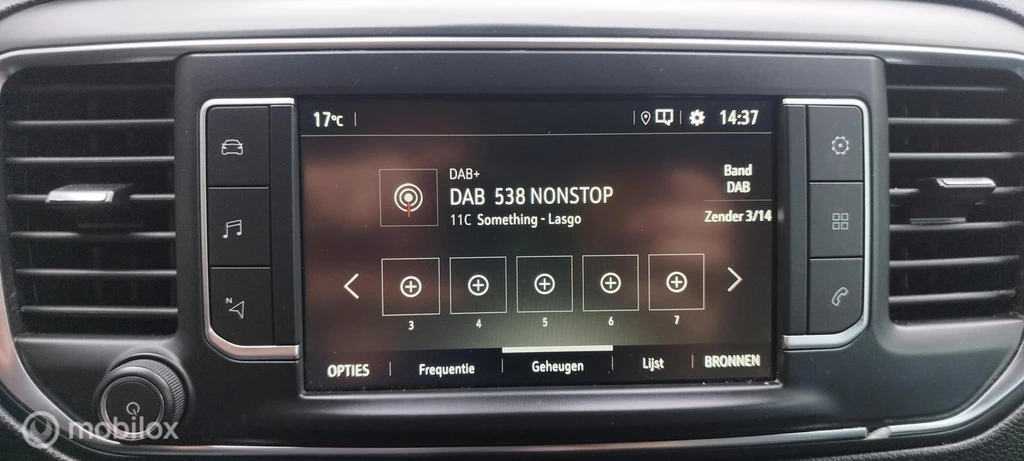 17°C
14:37
DAB+
DAB 538 NONSTOP
11C Something - Lasgo
Band
DAB
Zender 3/14
3 4 5 6 7
OPTIES Frequentie Geheugen Lijst BRONNEN
N
mobilox